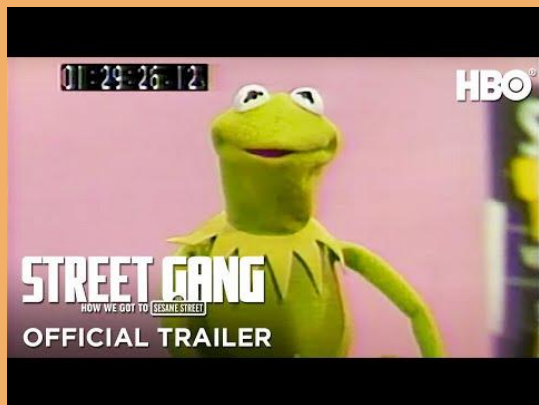 01:29:26.12
HBO®
STREET GANG
HOW WE GOT TO SESAME STREET
OFFICIAL TRAILER